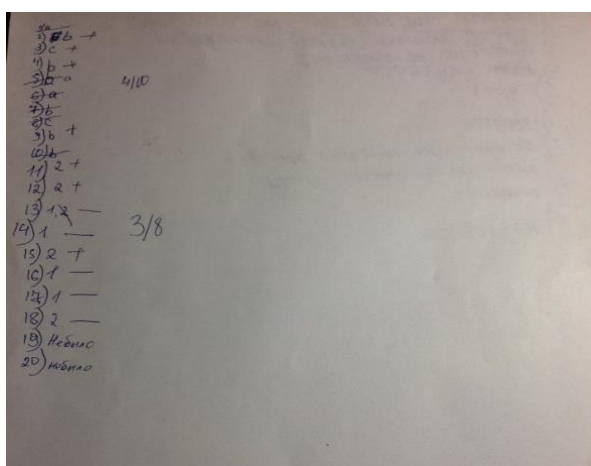 1) a
2) b +
3) c +
4) b +
5) b a
4/10
6) a
7) b
8) c
9) b +
10) b
11) 2 +
12) 2 +
13) 1,2 —
14) 1 —
3/8
15) 2 +
16) 1 —
17) 1 —
18) 2 —
19) Небыло
20) небыло